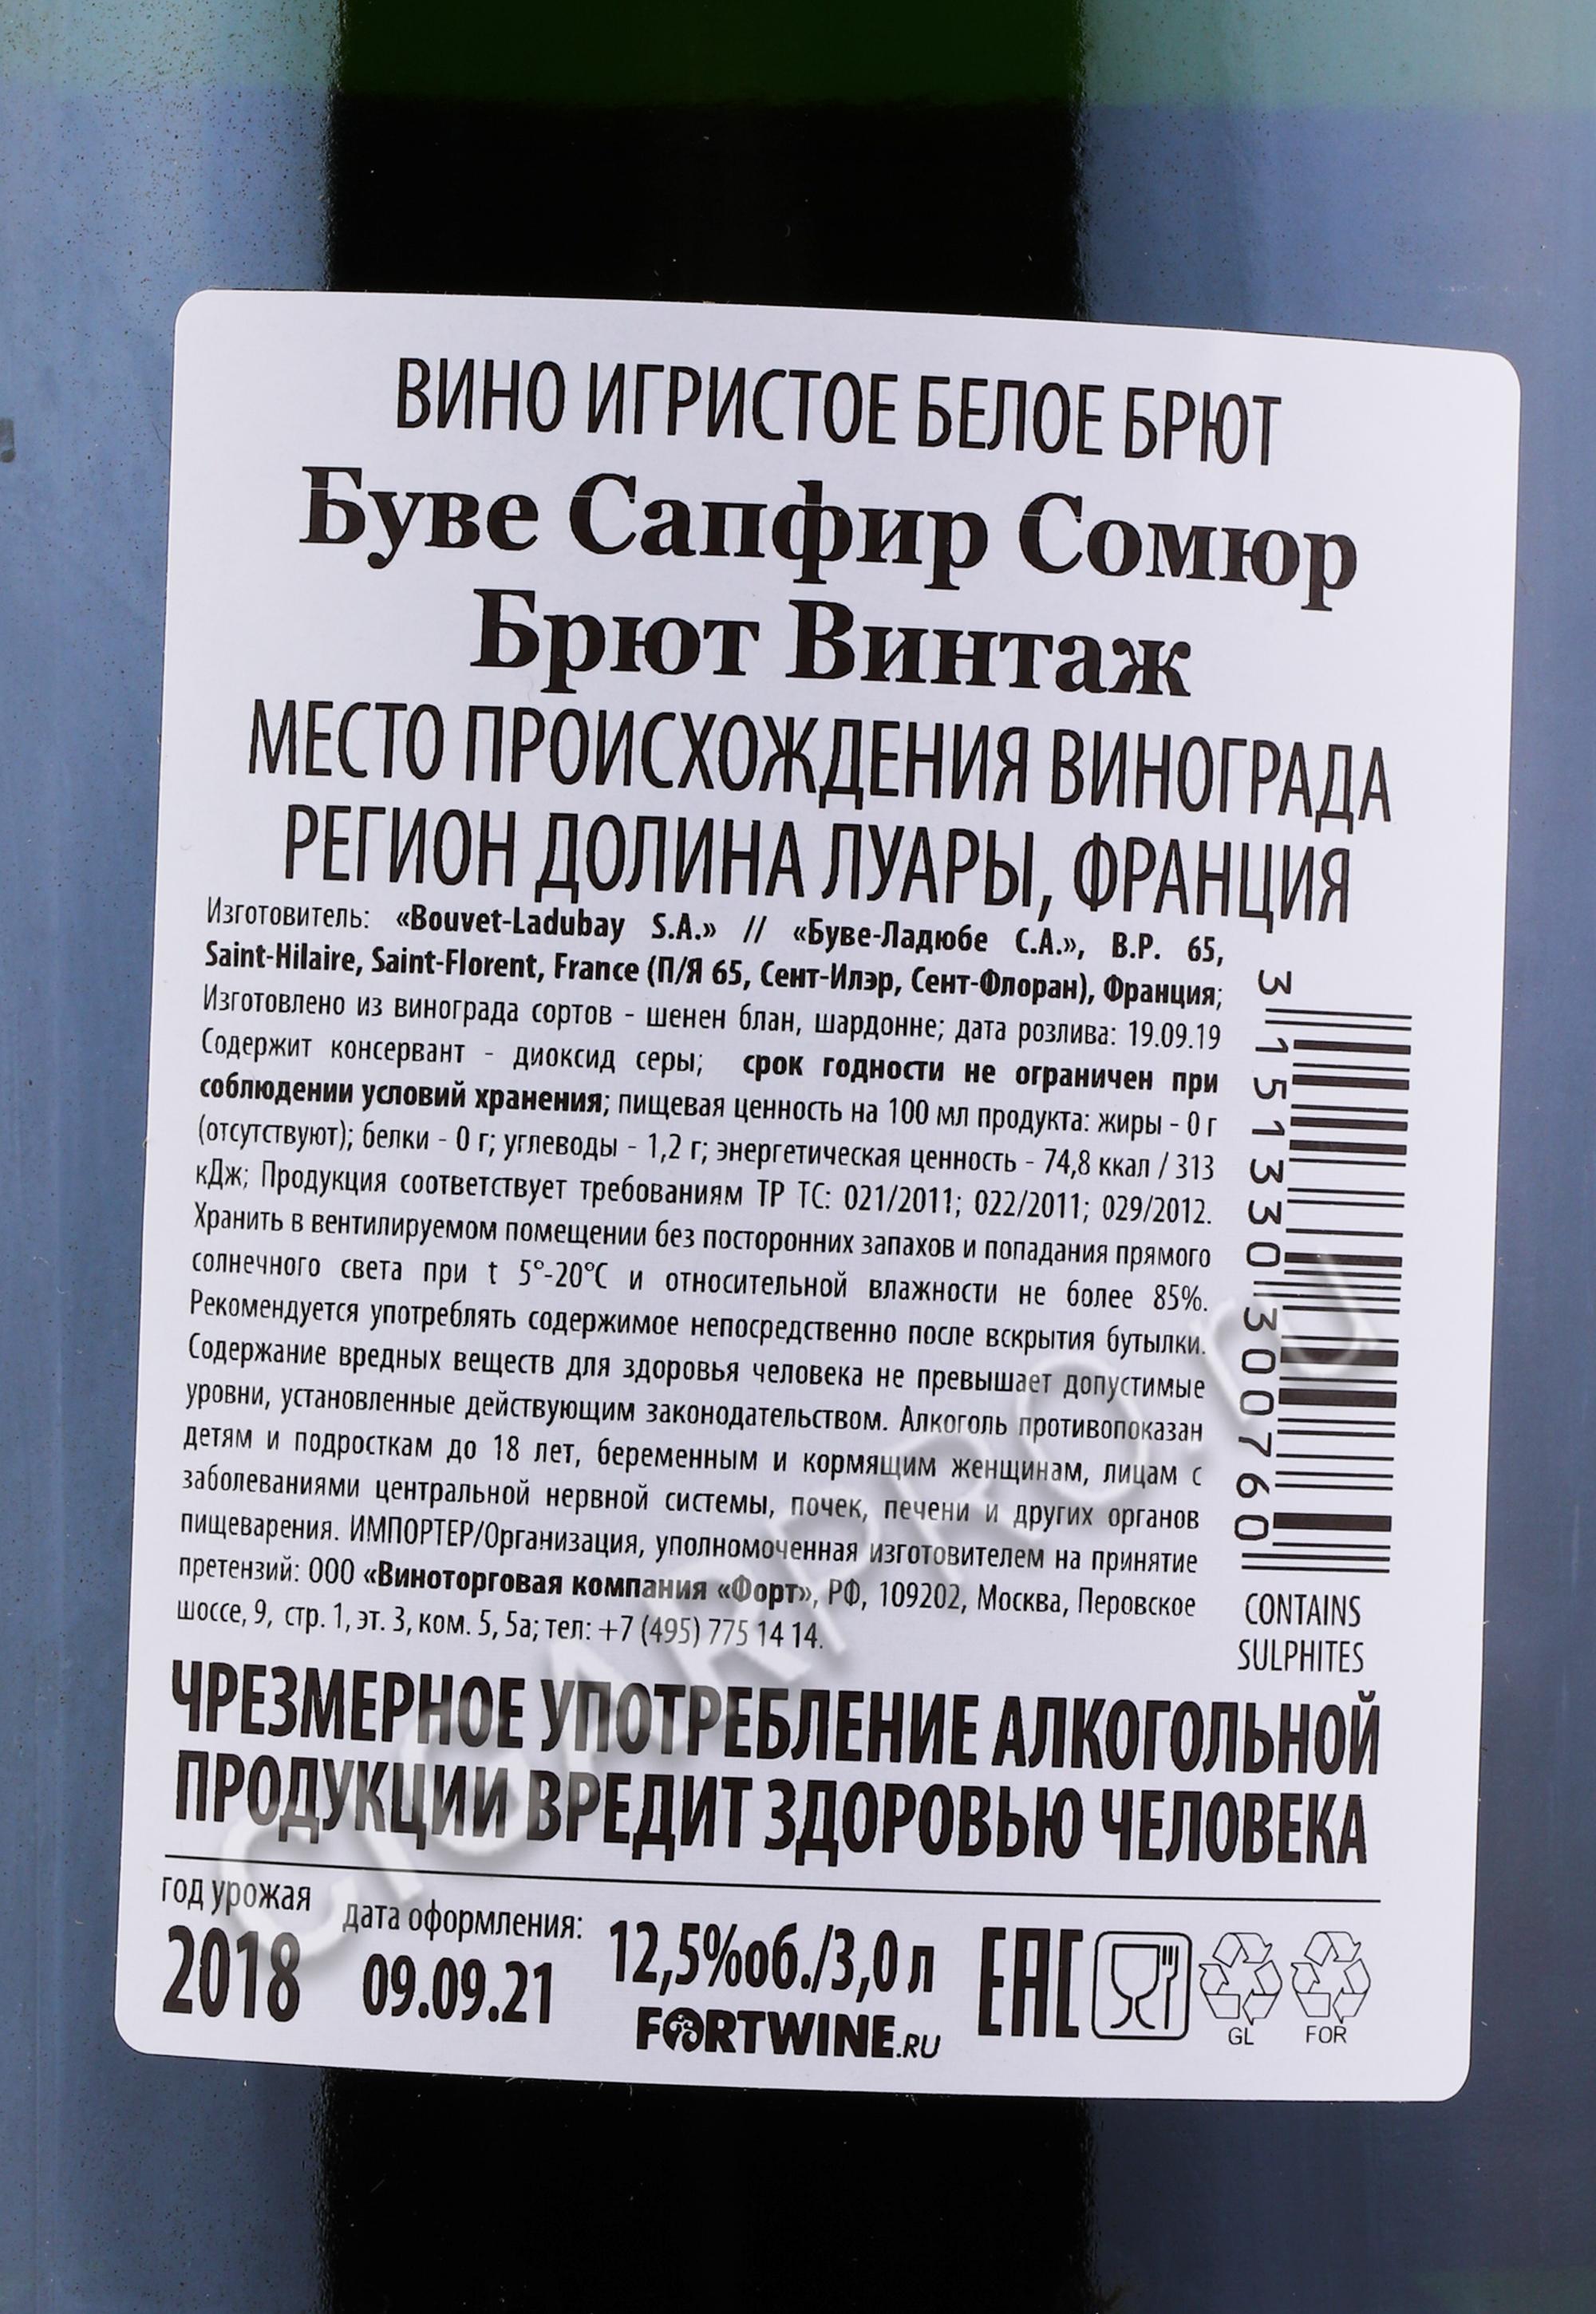 ВИНО ИГРИСТОЕ БЕЛОЕ БРЮТ
Буве Сапфир Сомюр
Брют Винтаж
МЕСТО ПРОИСХОЖДЕНИЯ ВИНОГРАДА
РЕГИОН ДОЛИНА ЛУАРЫ, ФРАНЦИЯ
Изготовитель: «Bouvet-Ladubay S.A.» // «Буве-Ладюбе С.А.», B.P. 65,
Saint-Hilaire, Saint-Florent, France (П/Я 65, Сент-Илэр, Сент-Флоран), Франция;
Изготовлено из винограда сортов - шенен блан, шардонне; дата розлива: 19.09.19
Содержит консервант - диоксид серы; срок годности не ограничен при
соблюдении условий хранения; пищевая ценность на 100 мл продукта: жиры - 0 г
(отсутствуют); белки - 0 г; углеводы - 1,2 г; энергетическая ценность - 74,8 ккал / 313
кДж; Продукция соответствует требованиям ТР ТС: 021/2011; 022/2011; 029/2012.
Хранить в вентилируемом помещении без посторонних запахов и попадания прямого
солнечного света при t 5°-20°C и относительной влажности не более 85%.
Рекомендуется употреблять содержимое непосредственно после вскрытия бутылки.
Содержание вредных веществ для здоровья человека не превышает допустимые
уровни, установленные действующим законодательством. Алкоголь противопоказан
детям и подросткам до 18 лет, беременным и кормящим женщинам, лицам с
заболеваниями центральной нервной системы, почек, печени и других органов
пищеварения. ИМПОРТЕР/Организация, уполномоченная изготовителем на принятие
претензий: ООО «Виноторговая компания «Форт», РФ, 109202, Москва, Перовское
шоссе, 9, стр. 1, эт. 3, ком. 5, 5а; тел: +7 (495) 775 14 14.
3 151330 300760
CONTAINS
SULPHITES
ЧРЕЗМЕРНОЕ УПОТРЕБЛЕНИЕ АЛКОГОЛЬНОЙ
ПРОДУКЦИИ ВРЕДИТ ЗДОРОВЬЮ ЧЕЛОВЕКА
год урожая
2018
дата оформления:
09.09.21
12,5%об./3,0 л
FORTWINE.RU
EAC
GL
FOR
CIGARPRO.ru